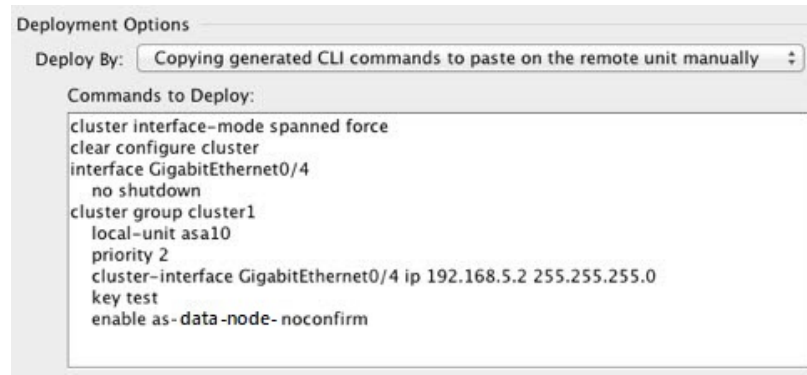 Deployment Options
Deploy By: Copying generated CLI commands to paste on the remote unit manually
Commands to Deploy:
cluster interface-mode spanned force
clear configure cluster
interface GigabitEthernet0/4
no shutdown
cluster group cluster1
local-unit asa10
priority 2
cluster-interface GigabitEthernet0/4 ip 192.168.5.2 255.255.255.0
key test
enable as-data-node-noconfirm